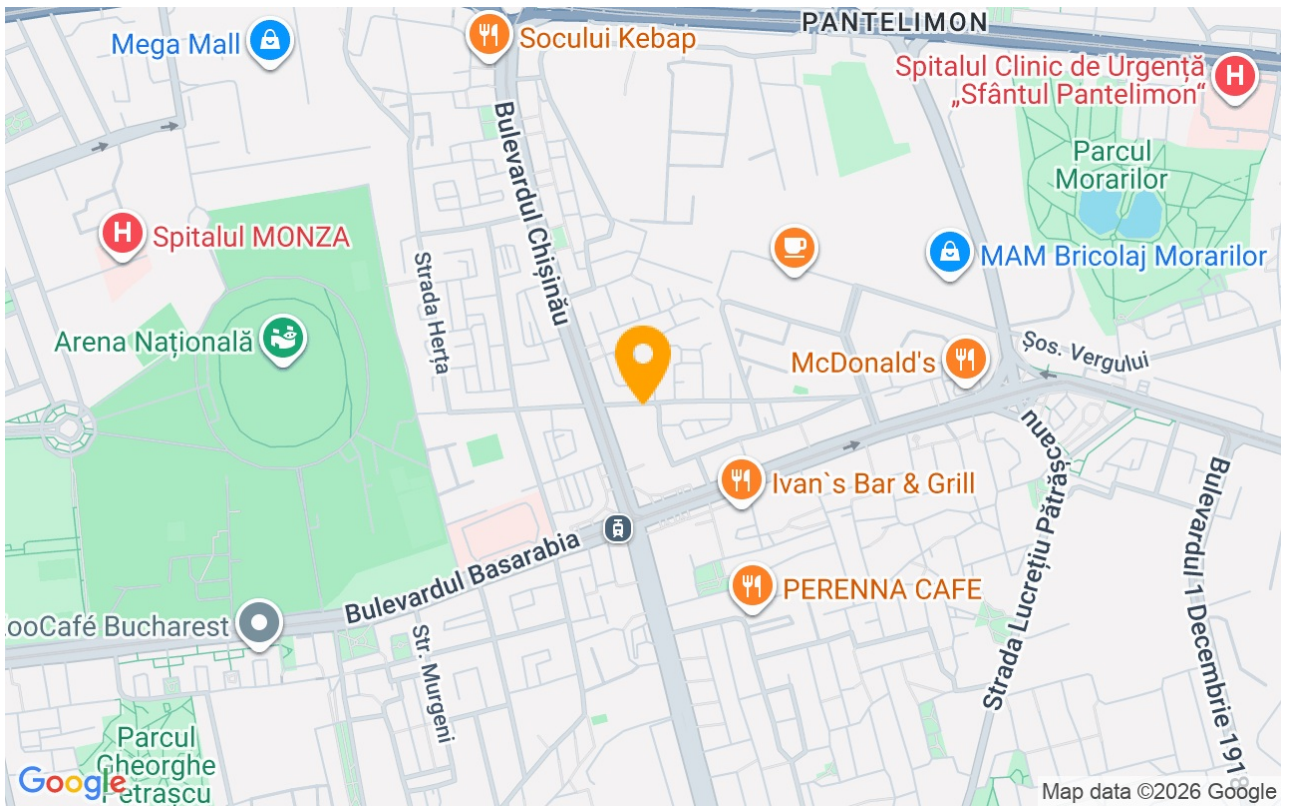 PANTELIMON
Mega Mall
Socului Kebap
Spitalul Clinic de Urgență
„Sfântul Pantelimon“
H
Parcul
Morarilor
Bulevardul Chișinău
H
Spitalul MONZA
MAM Bricolaj Morarilor
Strada Herța
Arena Națională
Șos. Vergului
McDonald's
Ivan`s Bar & Grill
Strada Lucrețiu Pătrășcanu
Bulevardul 1 Decembrie 1918
Bulevardul Basarabia
PERENNA CAFE
ooCafé Bucharest
Str. Murgeni
Parcul
Gheorghe
Petrașcu
Google
Map data ©2026 Google